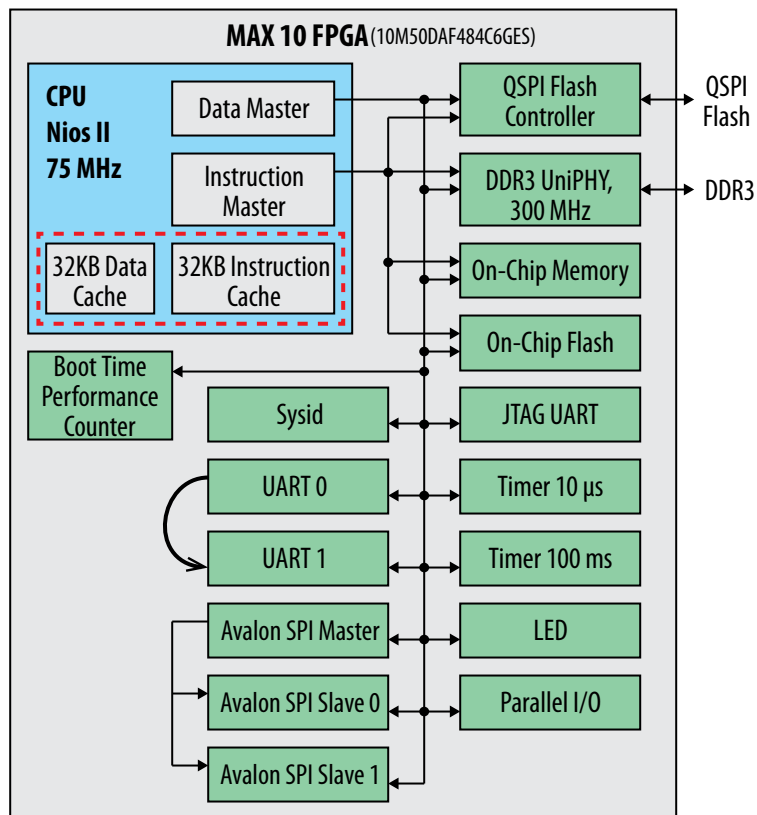 MAX 10 FPGA (10M50DAF484C6GES)
CPU
Nios II
75 MHz
Data Master
Instruction
Master
32KB Data
Cache
32KB Instruction
Cache
QSPI Flash
Controller
QSPI
Flash
DDR3 UniPHY,
300 MHz
DDR3
On-Chip Memory
On-Chip Flash
Boot Time
Performance
Counter
Sysid
JTAG UART
UART 0
Timer 10 µs
UART 1
Timer 100 ms
Avalon SPI Master
LED
Avalon SPI Slave 0
Parallel I/O
Avalon SPI Slave 1